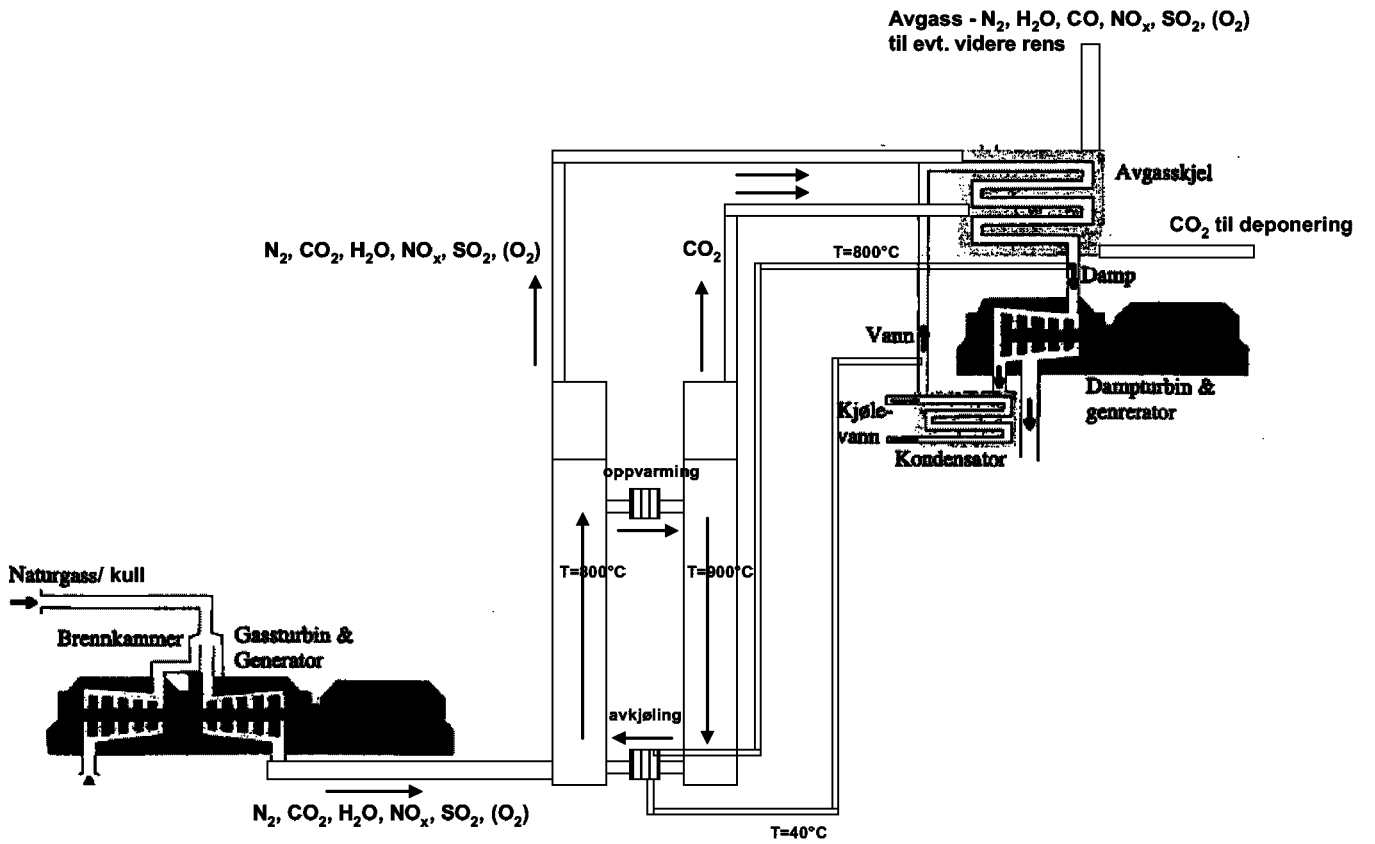 Avgass - N₂, H₂O, CO, NOₓ, SO₂, (O₂)
til evt. videre rens
Avgasskjel
CO₂ til deponering
N₂, CO₂, H₂O, NOₓ, SO₂, (O₂)
CO₂
T=800°C
Damp
Vann
Dampturbin &
genrerator
Kjøle-
vann
Kondensator
oppvarming
T=800°C
T=900°C
Naturgass/ kull
Brennkammer
Gassturbin &
Generator
avkjøling
N₂, CO₂, H₂O, NOₓ, SO₂, (O₂)
T=40°C